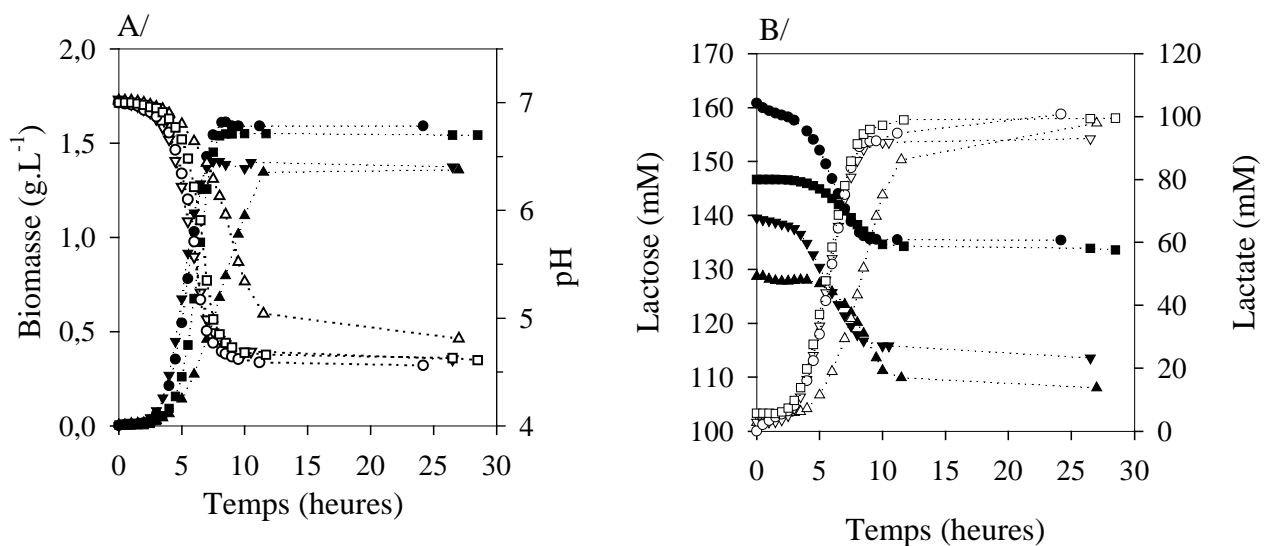 A/
2,0
1,5
1,0
0,5
0,0
Biomasse (g.L-1)
7
6
5
4
pH
0 5 10 15 20 25 30
Temps (heures)
B/
170
160
150
140
130
120
110
100
Lactose (mM)
120
100
80
60
40
20
0
Lactate (mM)
0 5 10 15 20 25 30
Temps (heures)